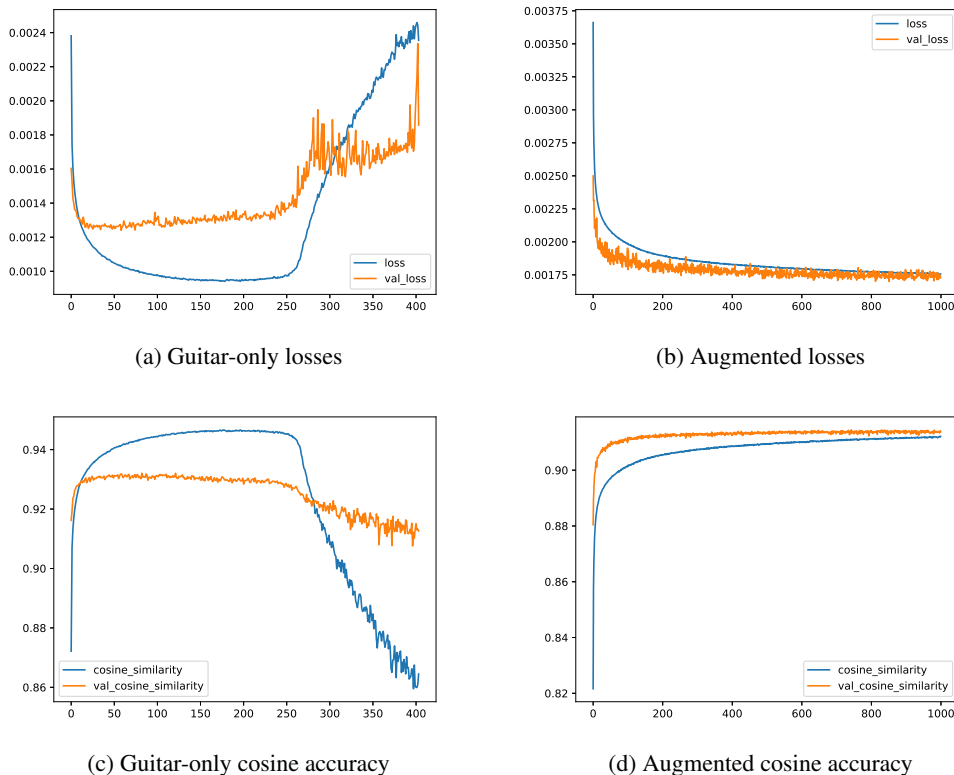 0.0024
0.0022
0.0020
0.0018
0.0016
0.0014
0.0012
0.0010
0 50 100 150 200 250 300 350 400
loss
val_loss
(a) Guitar-only losses
0.00375
0.00350
0.00325
0.00300
0.00275
0.00250
0.00225
0.00200
0.00175
0 200 400 600 800 1000
loss
val_loss
(b) Augmented losses
0.94
0.92
0.90
0.88
0.86
0 50 100 150 200 250 300 350 400
cosine_similarity
val_cosine_similarity
(c) Guitar-only cosine accuracy
0.90
0.88
0.86
0.84
0.82
0 200 400 600 800 1000
cosine_similarity
val_cosine_similarity
(d) Augmented cosine accuracy